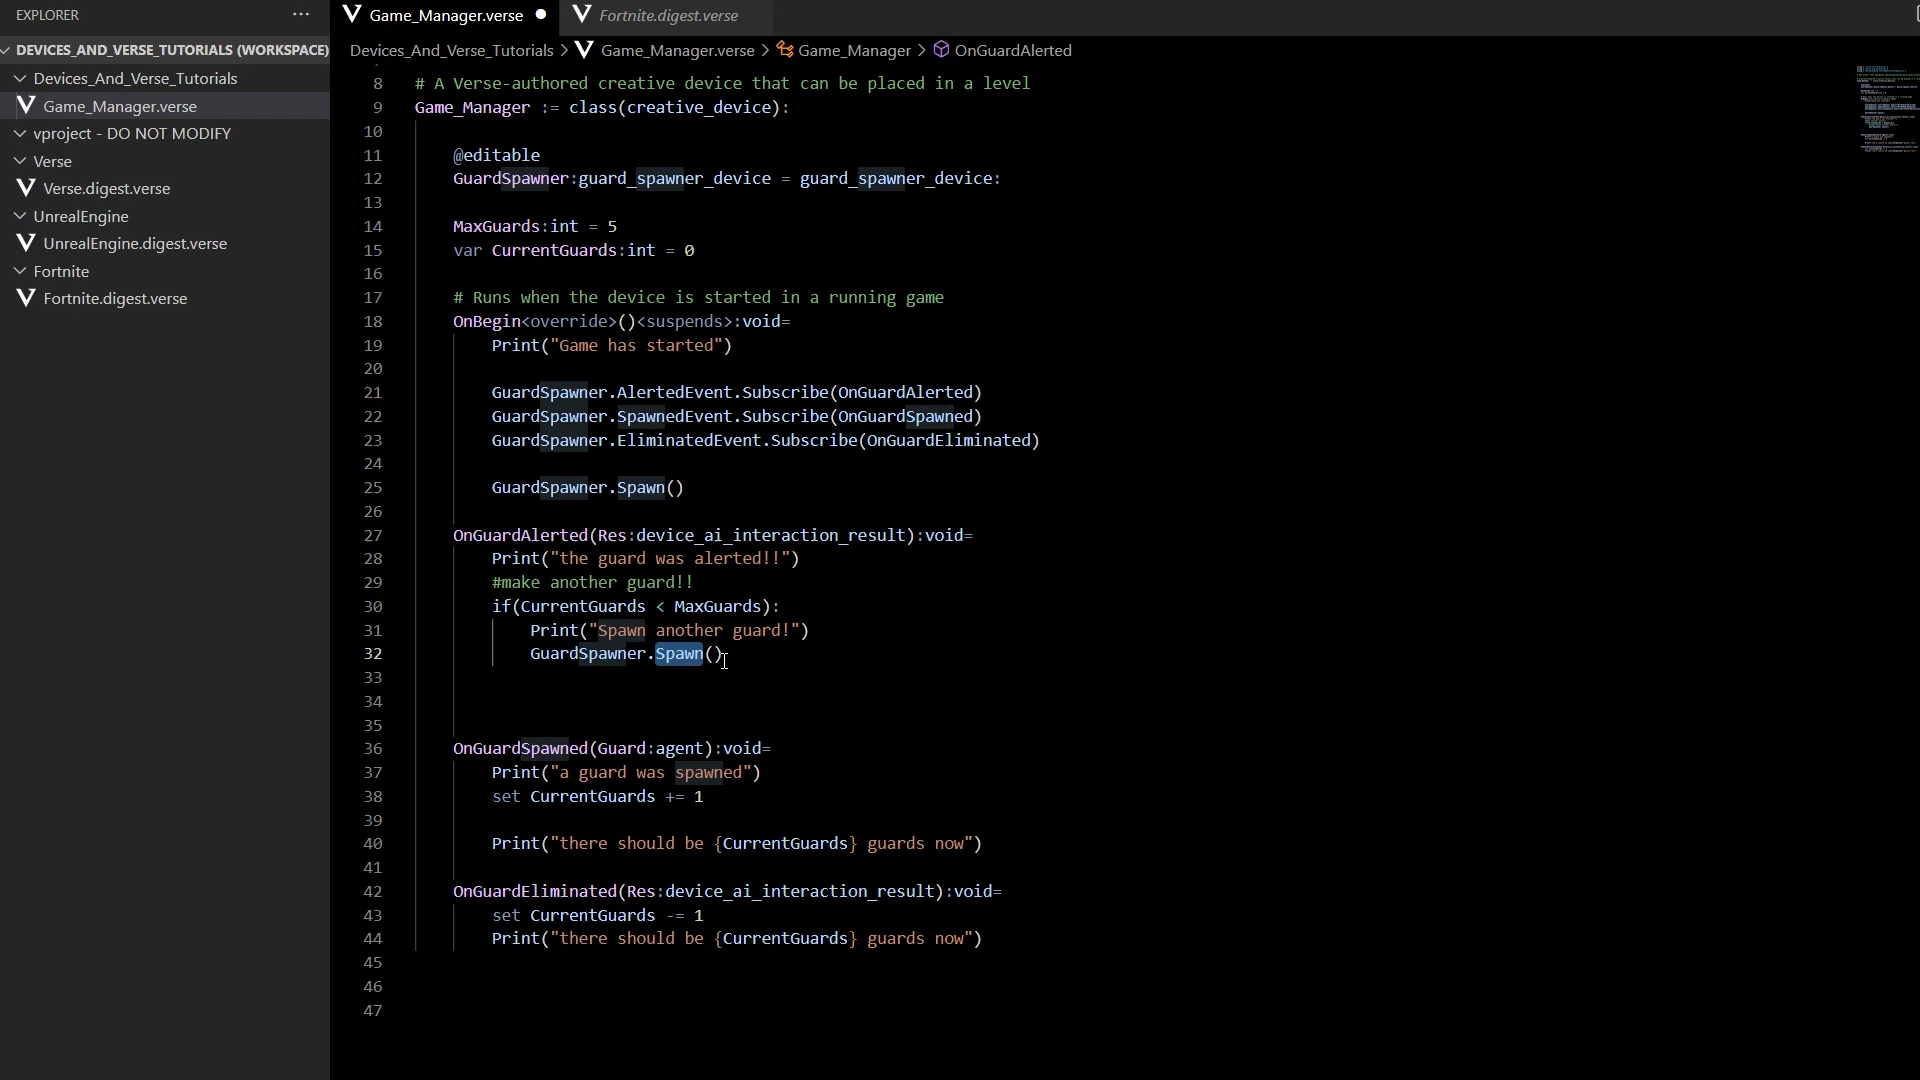 EXPLORER
DEVICES_AND_VERSE_TUTORIALS (WORKSPACE)
Devices_And_Verse_Tutorials
Game_Manager.verse
vproject - DO NOT MODIFY
Verse
Verse.digest.verse
UnrealEngine
UnrealEngine.digest.verse
Fortnite
Fortnite.digest.verse
Game_Manager.verse
Fortnite.digest.verse
Devices_And_Verse_Tutorials > Game_Manager.verse > Game_Manager > OnGuardAlerted
8 # A Verse-authored creative device that can be placed in a level
9 Game_Manager := class(creative_device):
10
11 @editable
12 GuardSpawner:guard_spawner_device = guard_spawner_device:
13
14 MaxGuards:int = 5
15 var CurrentGuards:int = 0
16
17 # Runs when the device is started in a running game
18 OnBegin<override>()<suspends>:void=
19 Print("Game has started")
20
21 GuardSpawner.AlertedEvent.Subscribe(OnGuardAlerted)
22 GuardSpawner.SpawnedEvent.Subscribe(OnGuardSpawned)
23 GuardSpawner.EliminatedEvent.Subscribe(OnGuardEliminated)
24
25 GuardSpawner.Spawn()
26
27 OnGuardAlerted(Res:device_ai_interaction_result):void=
28 Print("the guard was alerted!!")
29 #make another guard!!
30 if(CurrentGuards < MaxGuards):
31 Print("Spawn another guard!")
32 GuardSpawner.Spawn()
33
34
35
36 OnGuardSpawned(Guard:agent):void=
37 Print("a guard was spawned")
38 set CurrentGuards += 1
39
40 Print("there should be {CurrentGuards} guards now")
41
42 OnGuardEliminated(Res:device_ai_interaction_result):void=
43 set CurrentGuards -= 1
44 Print("there should be {CurrentGuards} guards now")
45
46
47